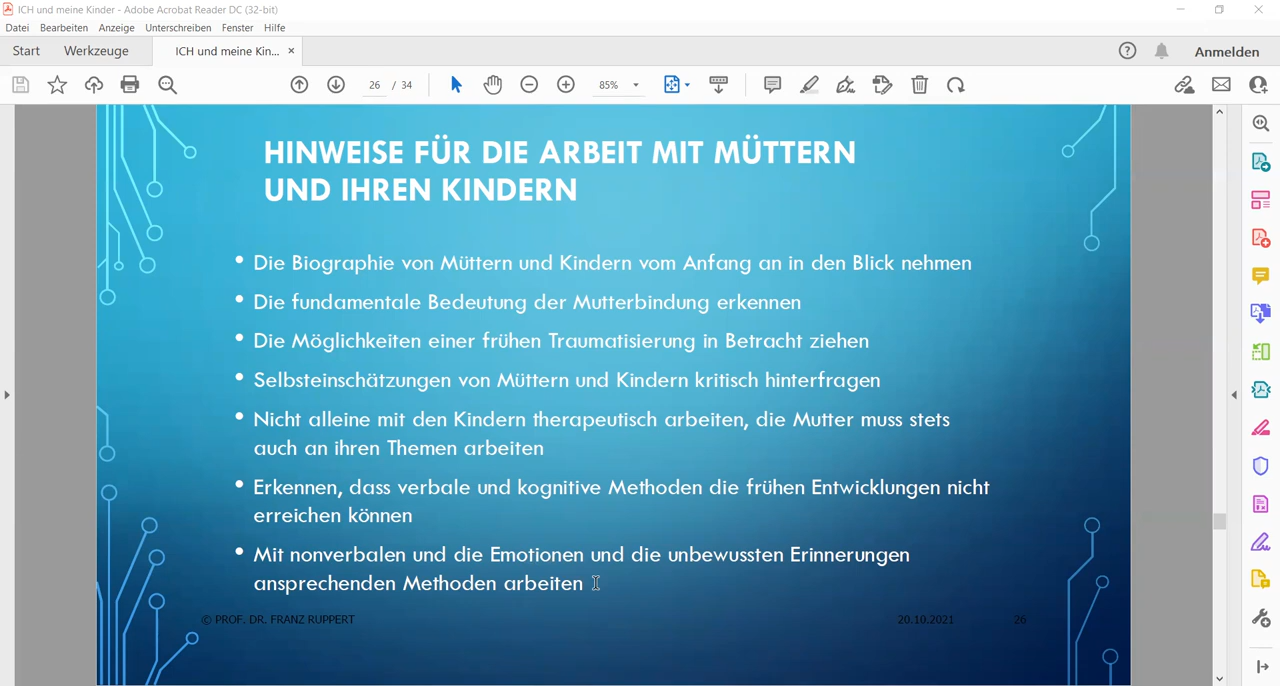 ICH und meine Kinder - Adobe Acrobat Reader DC (32-bit)
Datei Bearbeiten Anzeige Unterschreiben Fenster Hilfe
Start Werkzeuge ICH und meine Kin... × Anmelden
26 / 34 85%
HINWEISE FÜR DIE ARBEIT MIT MÜTTERN
UND IHREN KINDERN
• Die Biographie von Müttern und Kindern vom Anfang an in den Blick nehmen
• Die fundamentale Bedeutung der Mutterbindung erkennen
• Die Möglichkeiten einer frühen Traumatisierung in Betracht ziehen
• Selbsteinschätzungen von Müttern und Kindern kritisch hinterfragen
• Nicht alleine mit den Kindern therapeutisch arbeiten, die Mutter muss stets
auch an ihren Themen arbeiten
• Erkennen, dass verbale und kognitive Methoden die frühen Entwicklungen nicht
erreichen können
• Mit nonverbalen und die Emotionen und die unbewussten Erinnerungen
ansprechenden Methoden arbeiten
© PROF. DR. FRANZ RUPPERT 20.10.2021 26